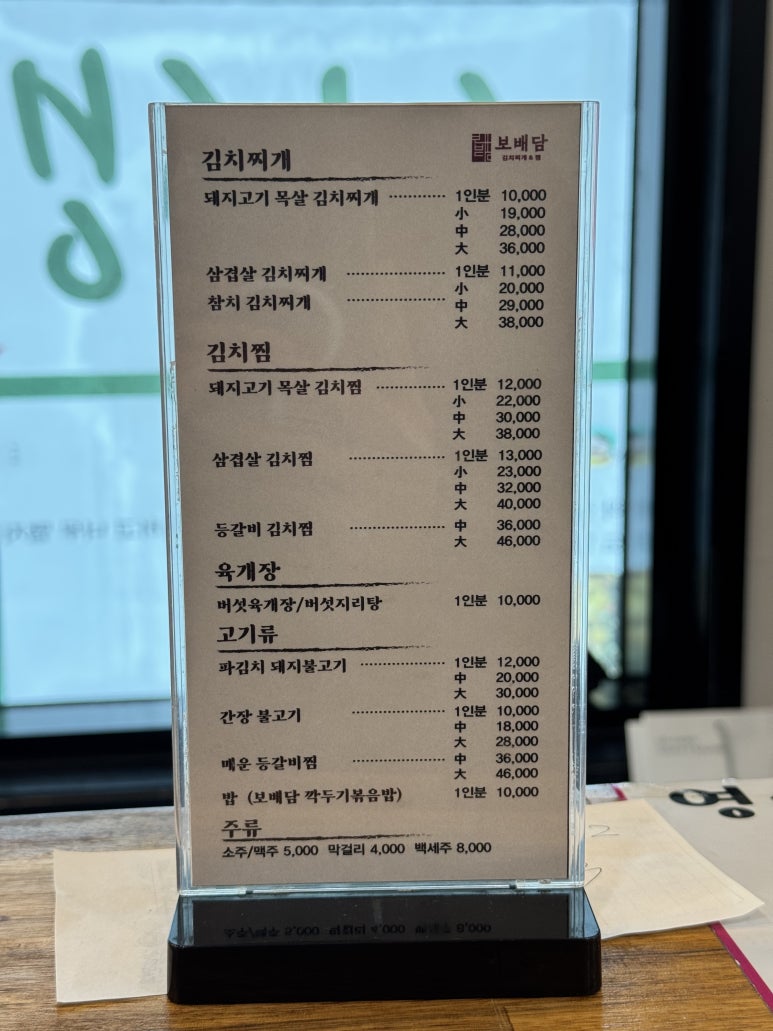 보배담
김치찌개 & 찜
김치찌개
돼지고기 목살 김치찌개 1인분 10,000
小 19,000
中 28,000
大 36,000
삼겹살 김치찌개 1인분 11,000
小 20,000
참치 김치찌개 中 29,000
大 38,000
김치찜
돼지고기 목살 김치찜 1인분 12,000
小 22,000
中 30,000
大 38,000
삼겹살 김치찜 1인분 13,000
小 23,000
中 32,000
大 40,000
등갈비 김치찜 中 36,000
大 46,000
육개장
버섯육개장/버섯지리탕 1인분 10,000
고기류
파김치 돼지불고기 1인분 12,000
中 20,000
大 30,000
간장 불고기 1인분 10,000
中 18,000
大 28,000
매운 등갈비찜 中 36,000
大 46,000
밥 (보배담 깍두기볶음밥) 1인분 10,000
주류
소주/맥주 5,000 막걸리 4,000 백세주 8,000
영
2